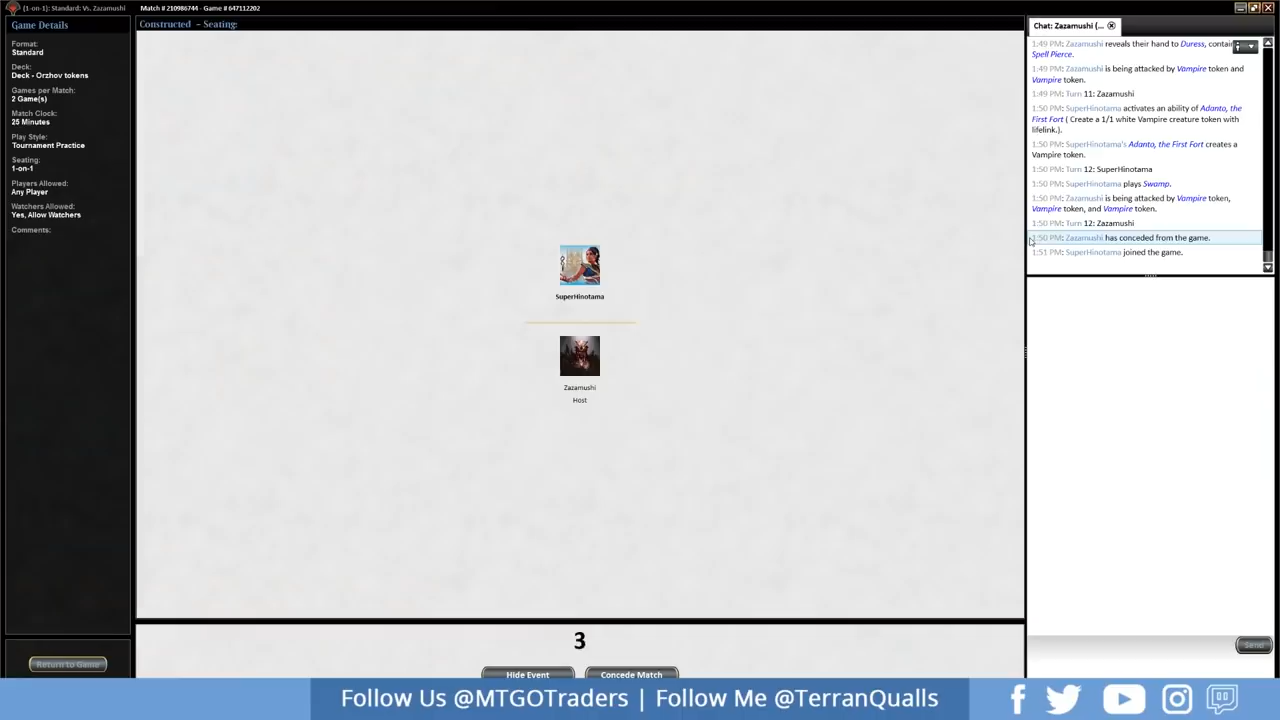 (1-on-1): Standard: Vs. Zazamushi
Match # 210986744 - Game # 647112202
Game Details
Format:
Standard
Deck:
Deck - Orzhov tokens
Games per Match:
2 Game(s)
Match Clock:
25 Minutes
Play Style:
Tournament Practice
Seating:
1-on-1
Players Allowed:
Any Player
Watchers Allowed:
Yes, Allow Watchers
Comments:
Return to Game
Constructed - Seating:
SuperHinotama
Zazamushi
Host
3
Hide Event
Concede Match
Chat: Zazamushi (...
1:49 PM: Zazamushi reveals their hand to Duress, contain
Spell Pierce.
1:49 PM: Zazamushi is being attacked by Vampire token and
Vampire token.
1:49 PM: Turn 11: Zazamushi
1:50 PM: SuperHinotama activates an ability of Adanto, the
First Fort ( Create a 1/1 white Vampire creature token with
lifelink.).
1:50 PM: SuperHinotama's Adanto, the First Fort creates a
Vampire token.
1:50 PM: Turn 12: SuperHinotama
1:50 PM: SuperHinotama plays Swamp.
1:50 PM: Zazamushi is being attacked by Vampire token,
Vampire token, and Vampire token.
1:50 PM: Turn 12: Zazamushi
1:50 PM: Zazamushi has conceded from the game.
1:51 PM: SuperHinotama joined the game.
Send
Follow Us @MTGOTraders | Follow Me @TerranQualls